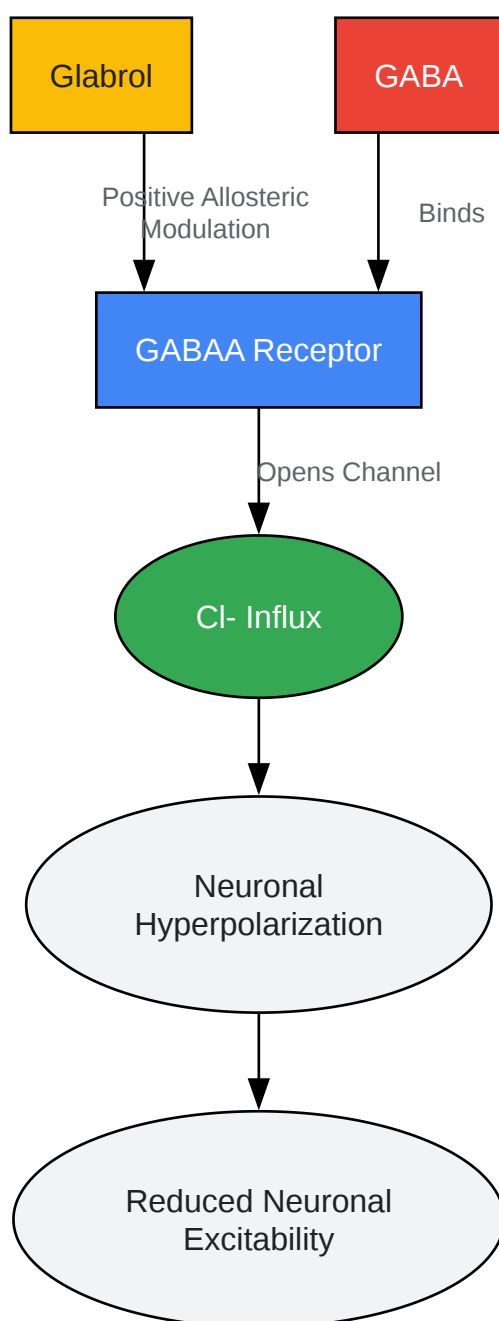 Glabrol
GABA
Positive Allosteric
Modulation
Binds
GABAA Receptor
Opens Channel
Cl- Influx
Neuronal
Hyperpolarization
Reduced Neuronal
Excitability